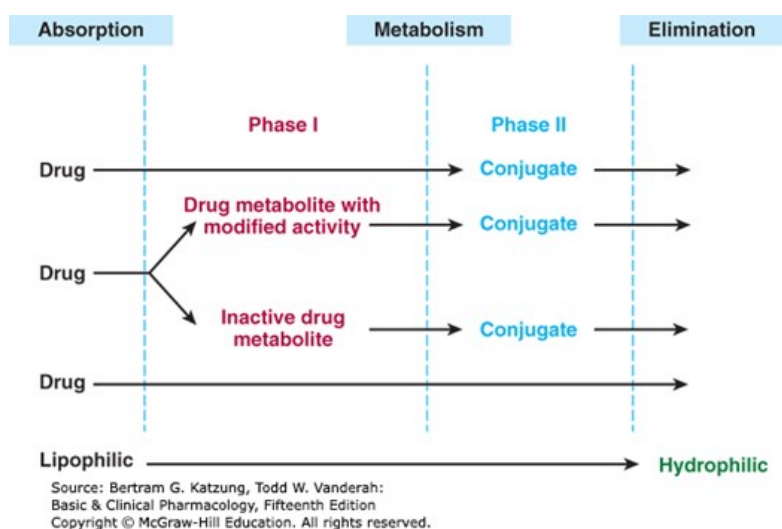 Absorption
Metabolism
Elimination
Phase I
Phase II
Drug
Conjugate
Drug metabolite with
modified activity
Conjugate
Drug
Inactive drug
metabolite
Conjugate
Drug
Lipophilic
Hydrophilic
Source: Bertram G. Katzung, Todd W. Vanderah:
Basic & Clinical Pharmacology, Fifteenth Edition
Copyright © McGraw-Hill Education. All rights reserved.